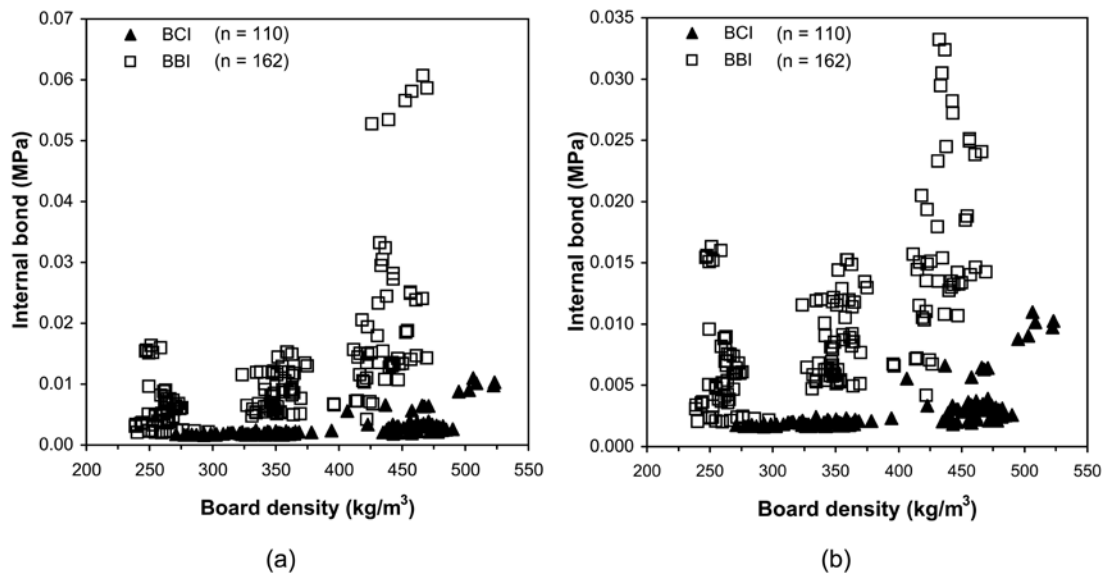 0.07
0.06
0.05
0.04
0.03
0.02
0.01
0.00
Internal bond (MPa)
▲ BCI (n = 110)
□ BBI (n = 162)
200 250 300 350 400 450 500 550
Board density (kg/m³)
(a)
0.035
0.030
0.025
0.020
0.015
0.010
0.005
0.000
Internal bond (MPa)
▲ BCI (n = 110)
□ BBI (n = 162)
200 250 300 350 400 450 500 550
Board density (kg/m³)
(b)